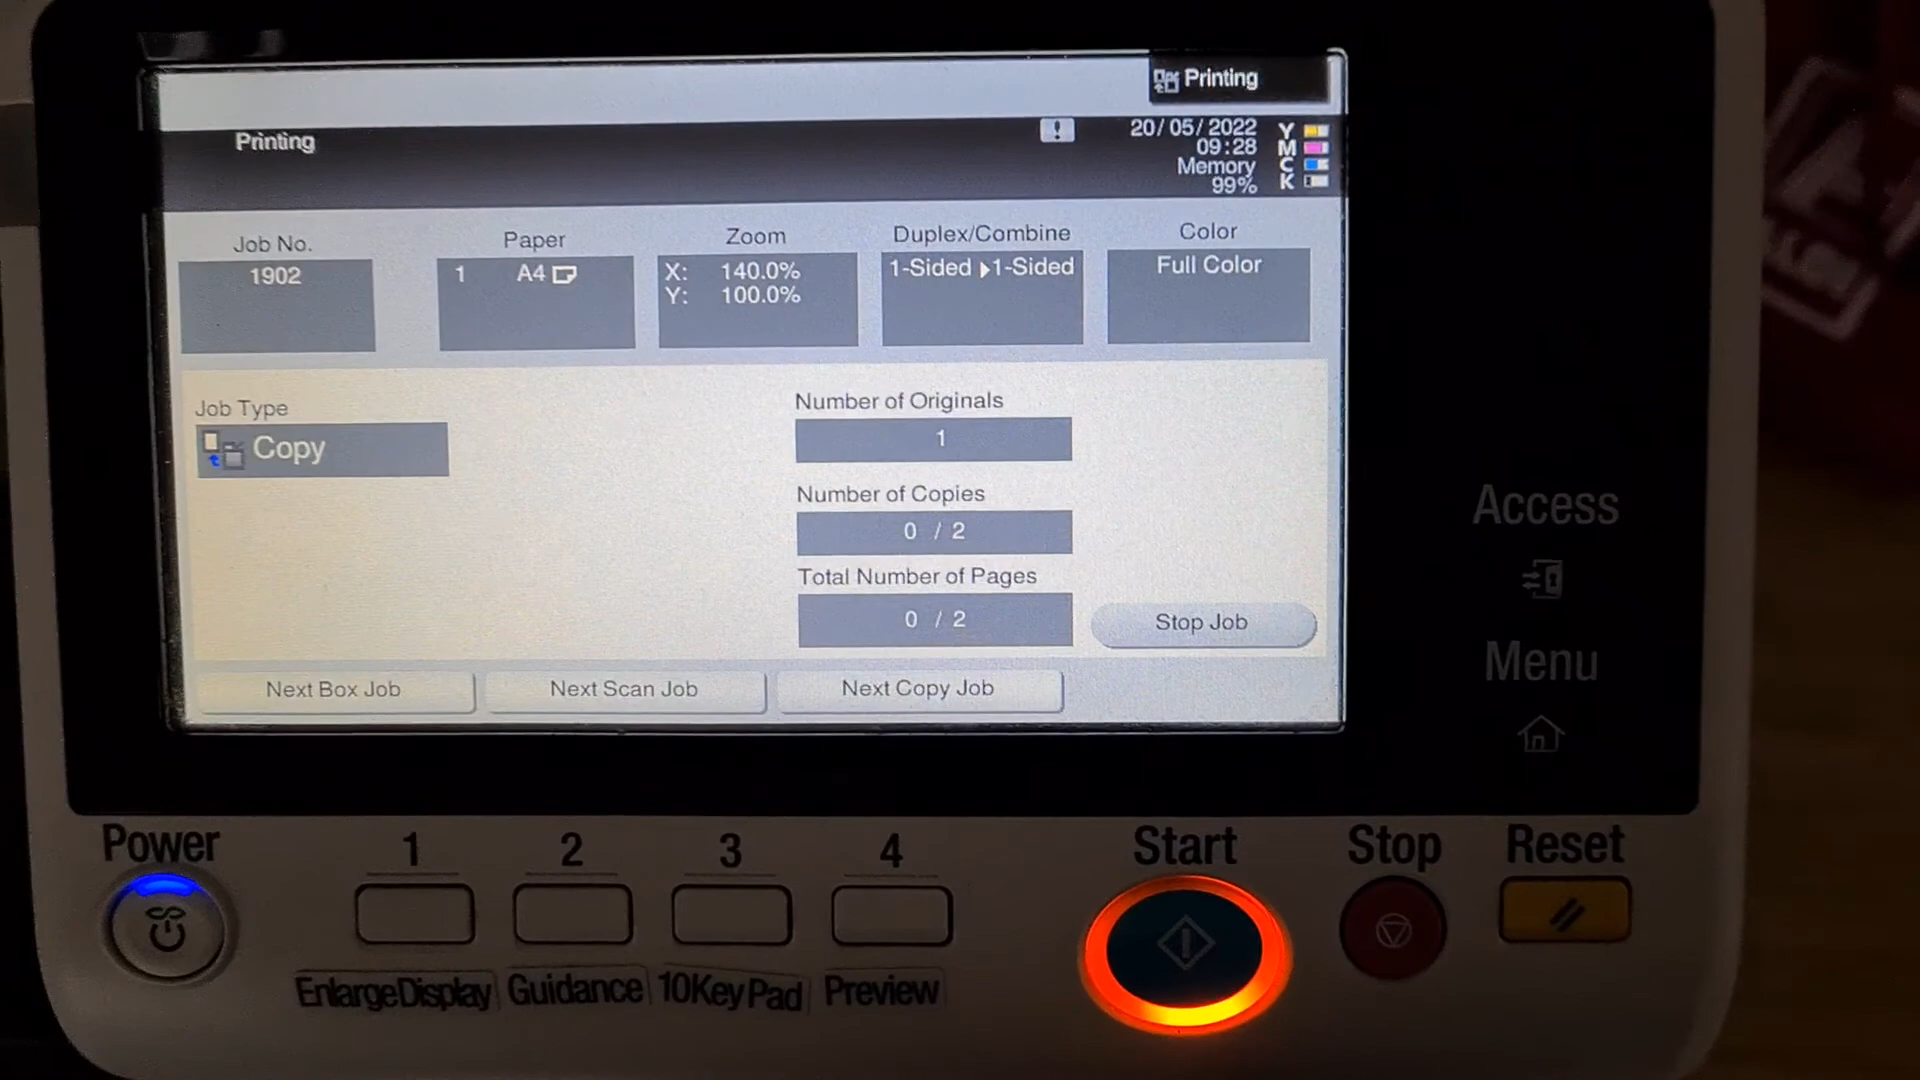 Printing
Printing
!
20/05/2022
09:28
Memory
99%
Y
M
C
K
Job No.
1902
Paper
1 A4
Zoom
X: 140.0%
Y: 100.0%
Duplex/Combine
1-Sided ▶1-Sided
Color
Full Color
Job Type
Copy
Number of Originals
1
Number of Copies
0 / 2
Total Number of Pages
0 / 2
Stop Job
Next Box Job
Next Scan Job
Next Copy Job
Access
Menu
Power
1
2
3
4
Start
Stop
Reset
Enlarge Display
Guidance
10 Key Pad
Preview